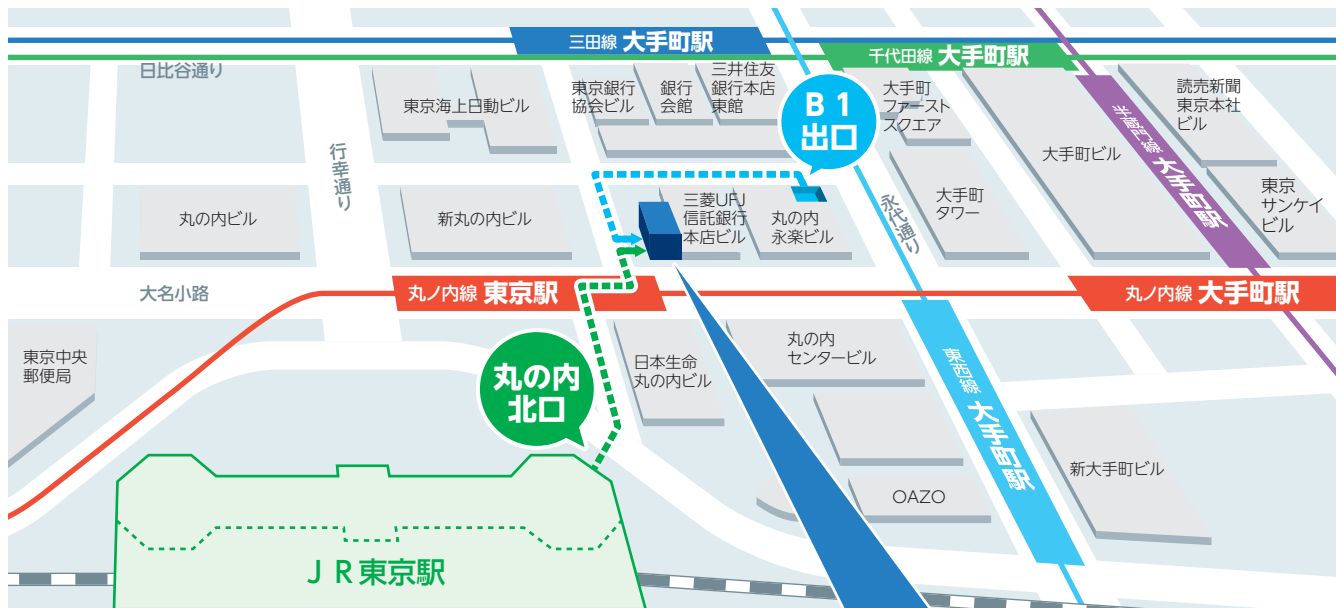 三田線 大手町駅
千代田線 大手町駅
日比谷通り
東京海上日動ビル
東京銀行
協会ビル
銀行
会館
三井住友
銀行本店
東館
B1
出口
大手町
ファースト
スクエア
大手町ビル
読売新聞
東京本社
ビル
半蔵門線 大手町駅
行幸通り
丸の内ビル
新丸の内ビル
三菱UFJ
信託銀行
本店ビル
丸の内
永楽ビル
永代通り
大手町
タワー
東京
サンケイ
ビル
大名小路
丸ノ内線 東京駅
丸ノ内線 大手町駅
東京中央
郵便局
丸の内
北口
日本生命
丸の内ビル
丸の内
センタービル
東西線 大手町駅
新大手町ビル
OAZO
JR東京駅